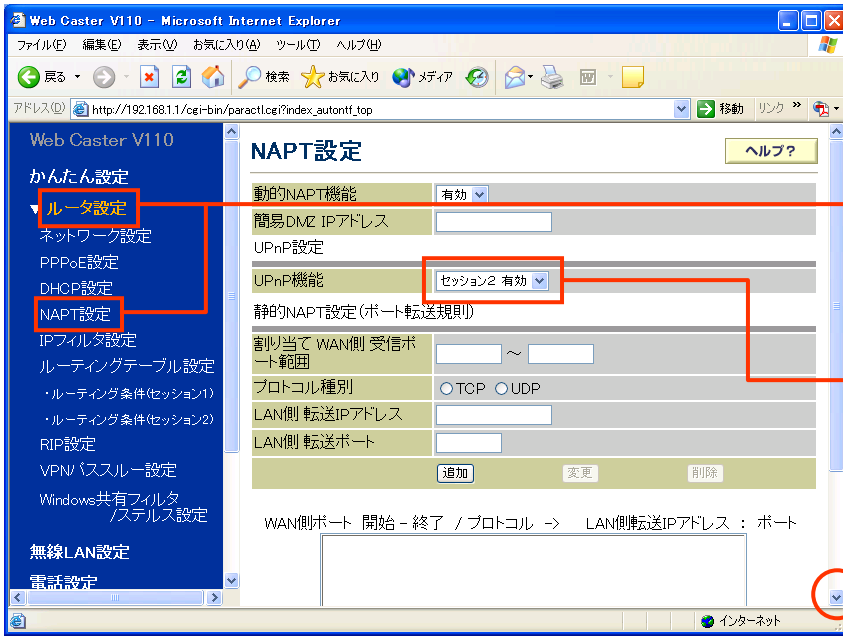 Web Caster V110 - Microsoft Internet Explorer
ファイル(F) 編集(E) 表示(V) お気に入り(A) ツール(T) ヘルプ(H)
戻る 検索 お気に入り メディア
アドレス(D) http://192.168.1.1/cgi-bin/paractl.cgi?index_autontf_top 移動 リンク »
Web Caster V110
かんたん設定
▼ルータ設定
ネットワーク設定
PPPoE設定
DHCP設定
NAPT設定
IPフィルタ設定
ルーティングテーブル設定
・ルーティング条件(セッション1)
・ルーティング条件(セッション2)
RIP設定
VPNパススルー設定
Windows共有フィルタ
/ステルス設定
無線LAN設定
電話設定
NAPT設定
ヘルプ?
動的NAPT機能 有効
簡易DMZ IPアドレス
UPnP設定
UPnP機能 セッション2 有効
静的NAPT設定(ポート転送規則)
割り当て WAN側 受信ポ
ート範囲 ~
プロトコル種別 TCP UDP
LAN側 転送IPアドレス
LAN側 転送ポート
追加 変更 削除
WAN側ポート 開始 - 終了 / プロトコル -> LAN側転送IPアドレス : ポート
インターネット